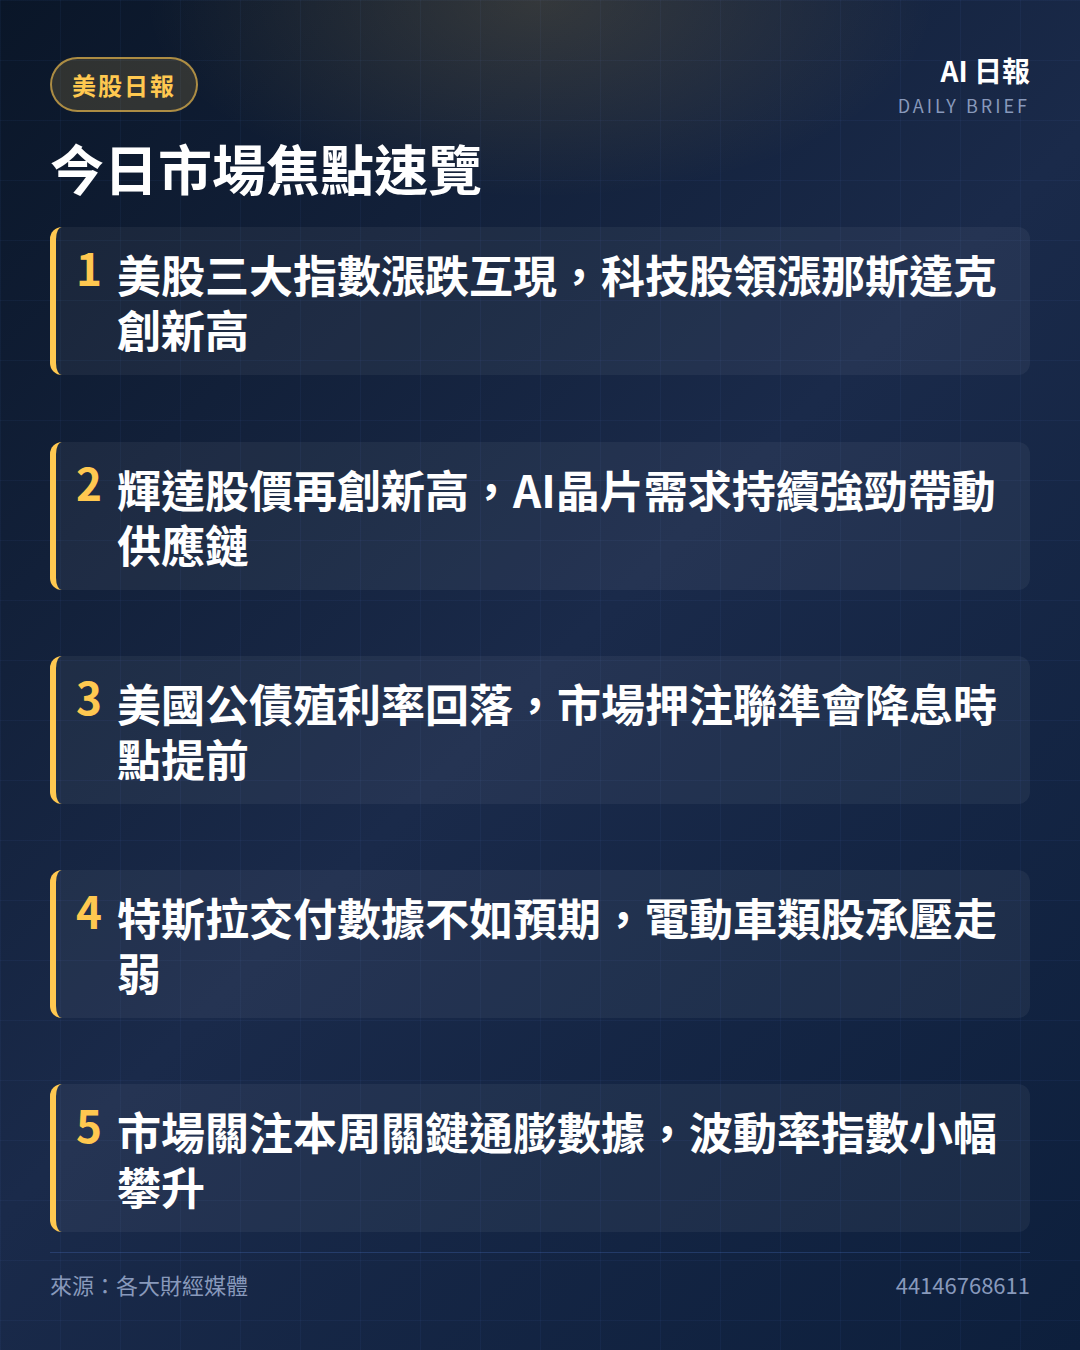 美股日報
AI 日報
DAILY BRIEF
今日市場焦點速覽
1 美股三大指數漲跌互現，科技股領漲那斯達克
創新高
2 輝達股價再創新高，AI晶片需求持續強勁帶動
供應鏈
3 美國公債殖利率回落，市場押注聯準會降息時
點提前
4 特斯拉交付數據不如預期，電動車類股承壓走
弱
5 市場關注本周關鍵通膨數據，波動率指數小幅
攀升
來源：各大財經媒體
44146768611